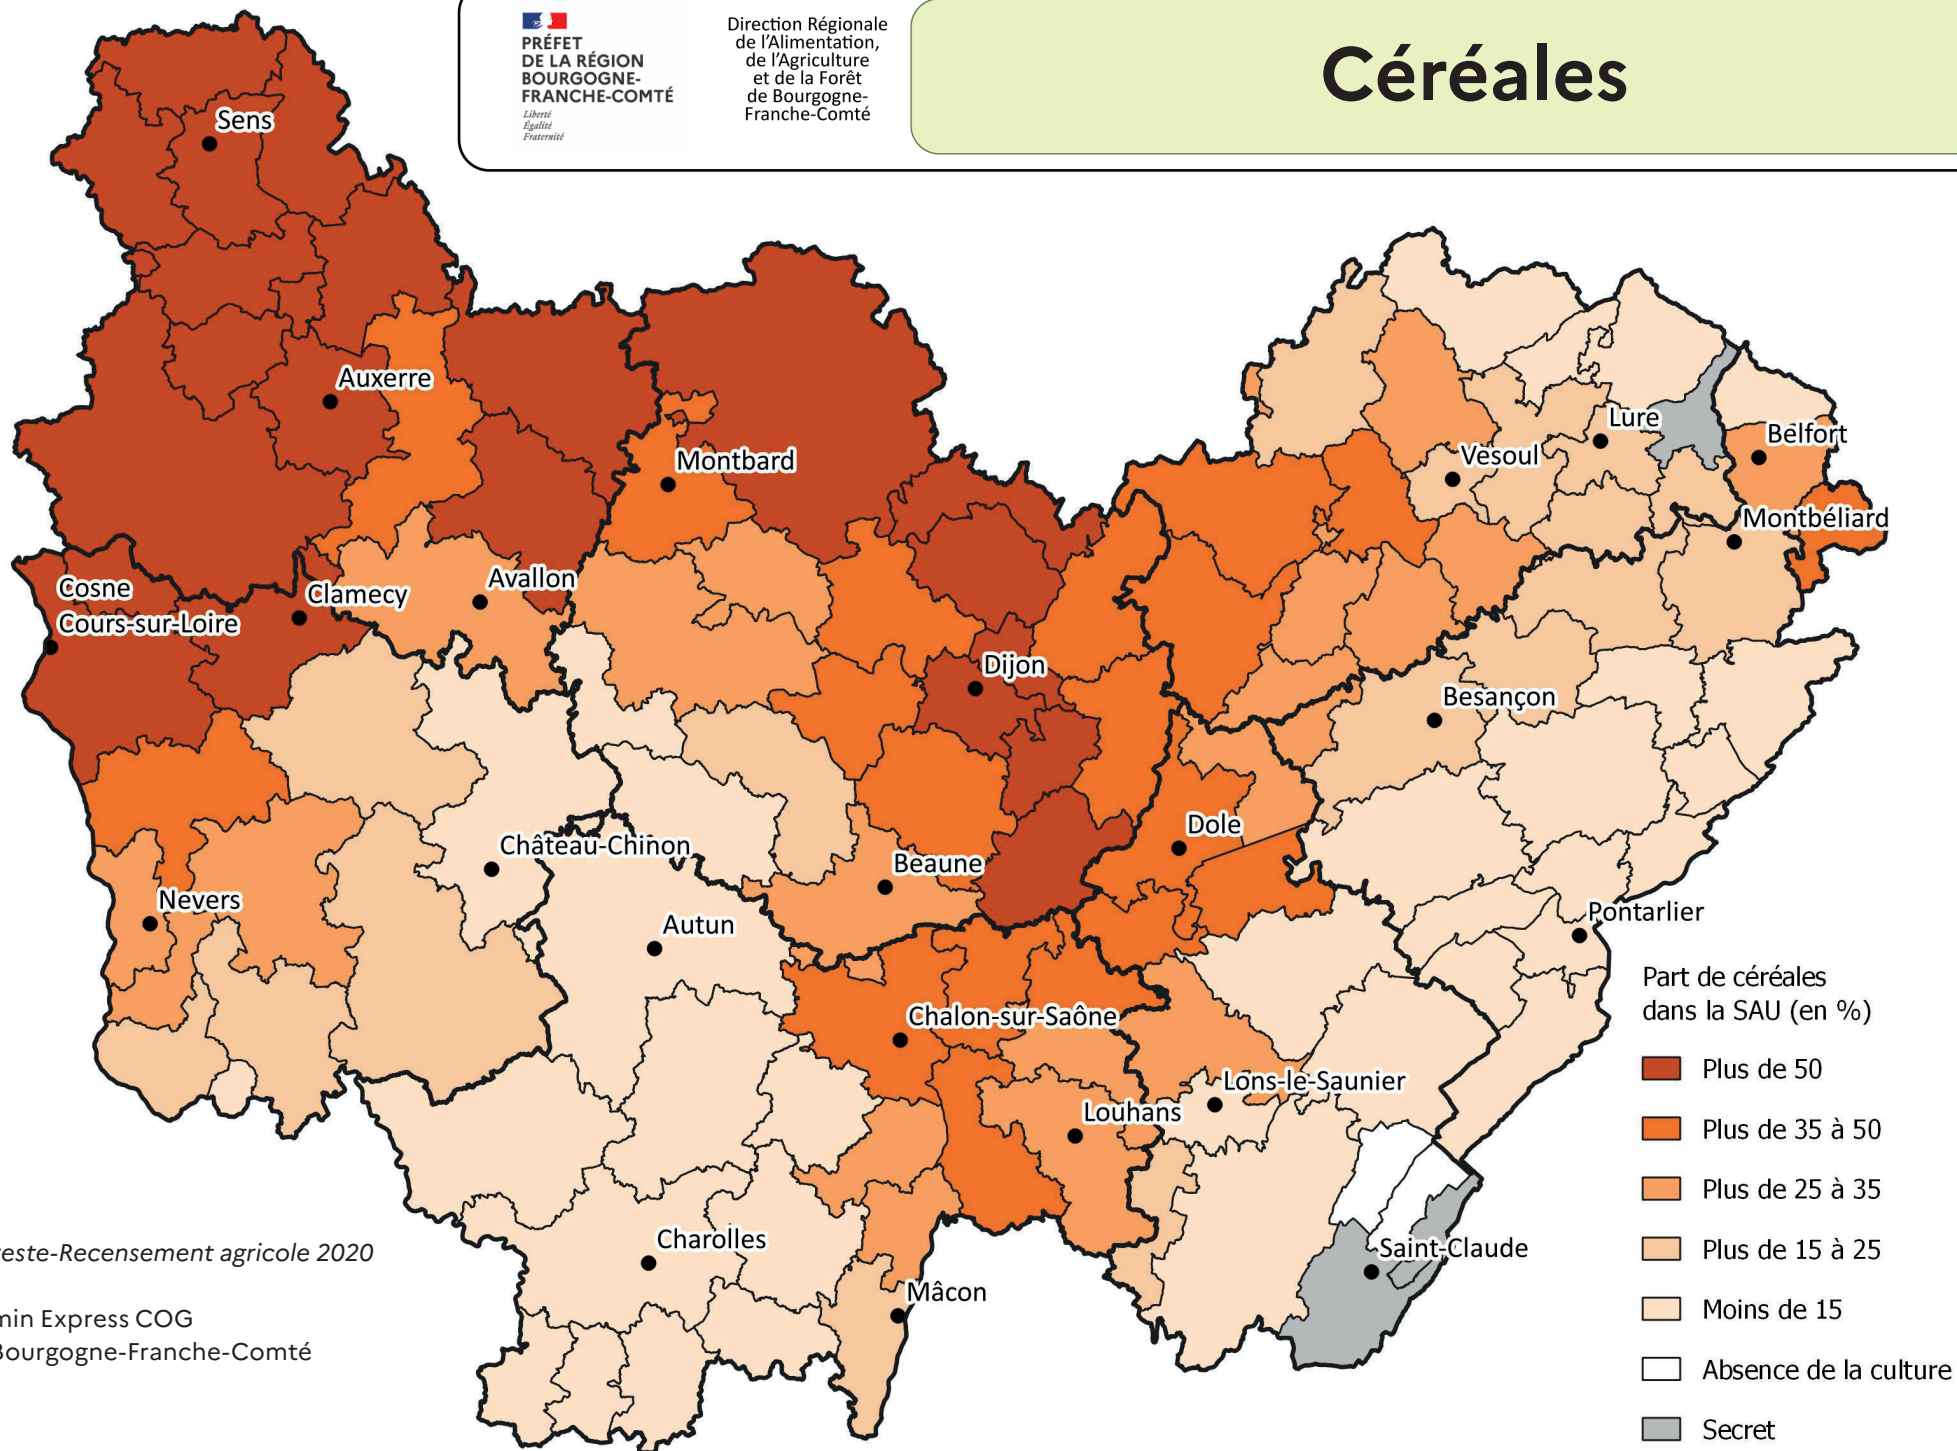 PRÉFET
DE LA RÉGION
BOURGOGNE-
FRANCHE-COMTÉ
Liberté
Égalité
Fraternité
Direction Régionale
de l'Alimentation,
de l'Agriculture
et de la Forêt
de Bourgogne-
Franche-Comté
Céréales
Sens
Auxerre
Montbard
Lure
Belfort
Vesoul
Montbéliard
Cosne
Cours-sur-Loire
Clamecy
Avallon
Dijon
Besançon
Dole
Château-Chinon
Beaune
Nevers
Autun
Pontarlier
Chalon-sur-Saône
Lons-le-Saunier
Louhans
Charolles
Saint-Claude
Mâcon
Part de céréales
dans la SAU (en %)
Plus de 50
Plus de 35 à 50
Plus de 25 à 35
Plus de 15 à 25
Moins de 15
Absence de la culture
Secret
reste-Recensement agricole 2020
min Express COG
Bourgogne-Franche-Comté